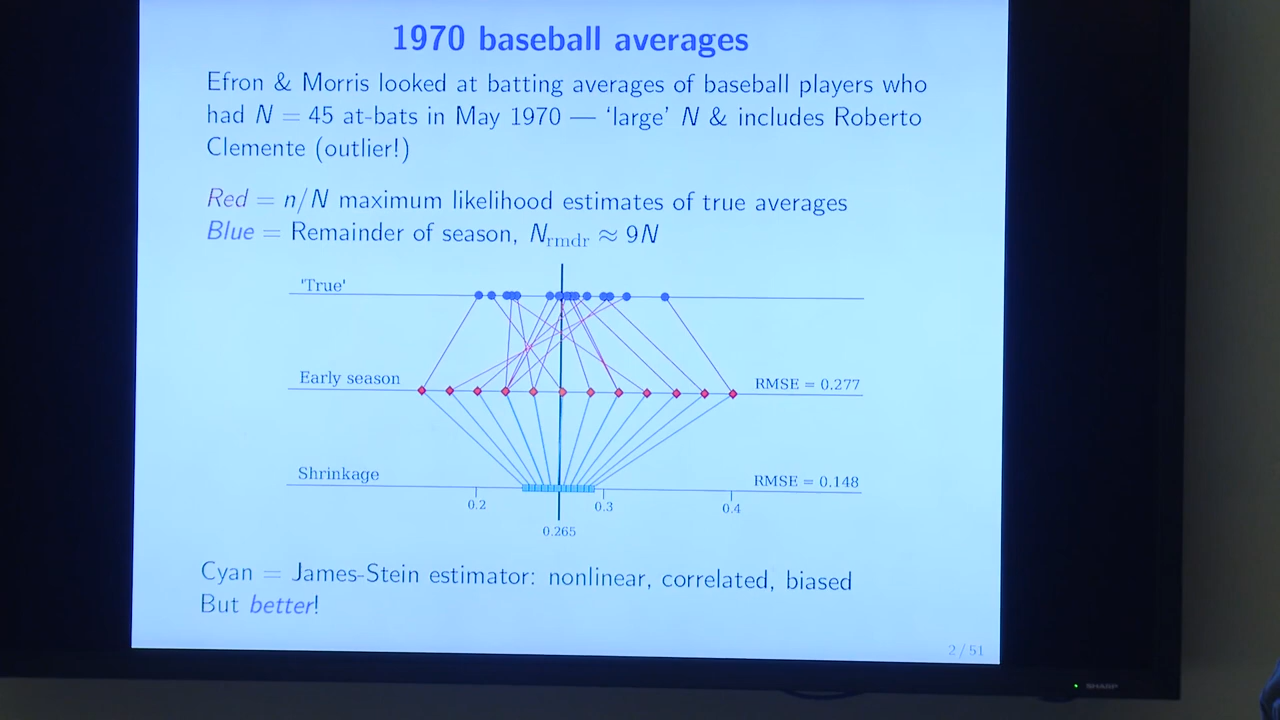 1970 baseball averages
Efron & Morris looked at batting averages of baseball players who
had N = 45 at-bats in May 1970 — ‘large’ N & includes Roberto
Clemente (outlier!)
Red = n/N maximum likelihood estimates of true averages
Blue = Remainder of season, Nrmdr ≈ 9N
'True'
Early season
RMSE = 0.277
Shrinkage
RMSE = 0.148
0.2
0.3
0.4
0.265
Cyan = James-Stein estimator: nonlinear, correlated, biased
But better!
2 / 51
SHARP